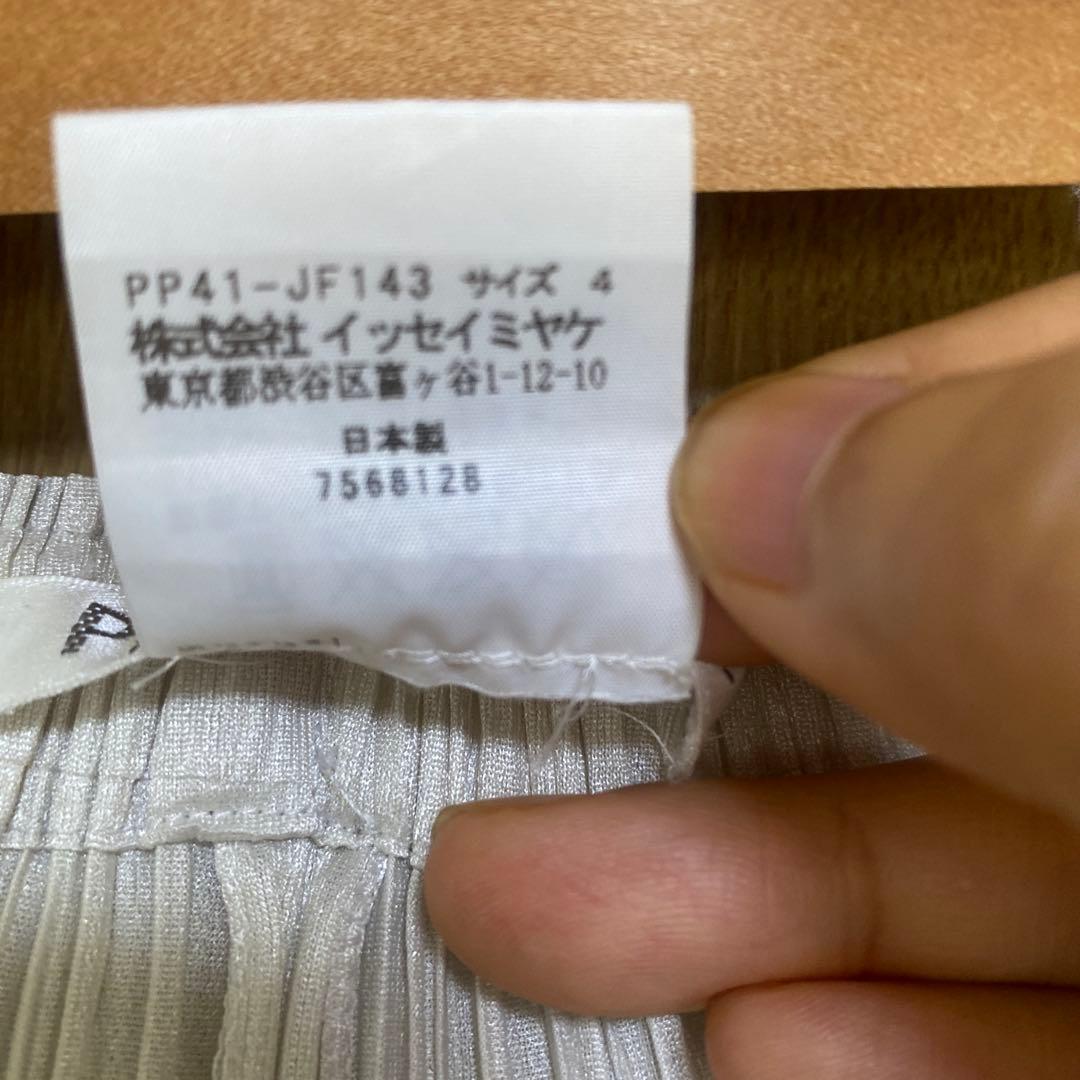 PP41-JF143 サイズ 4
株式会社 イッセイミヤケ
東京都渋谷区富ヶ谷1-12-10
日本製
7568128